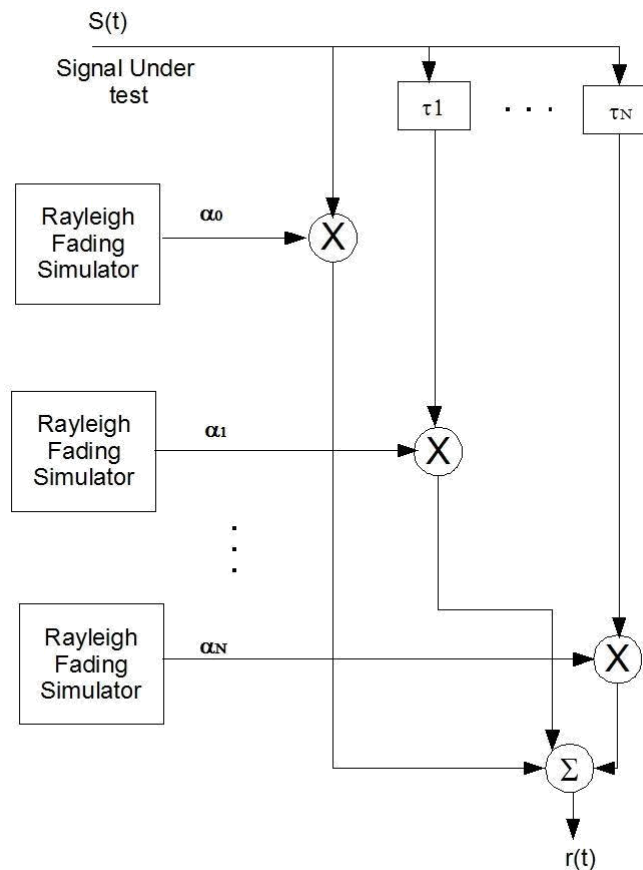 S(t)
Signal Under
test
τ1
. . .
τN
Rayleigh
Fading
Simulator
α0
X
Rayleigh
Fading
Simulator
α1
X
Rayleigh
Fading
Simulator
αN
X
Σ
r(t)